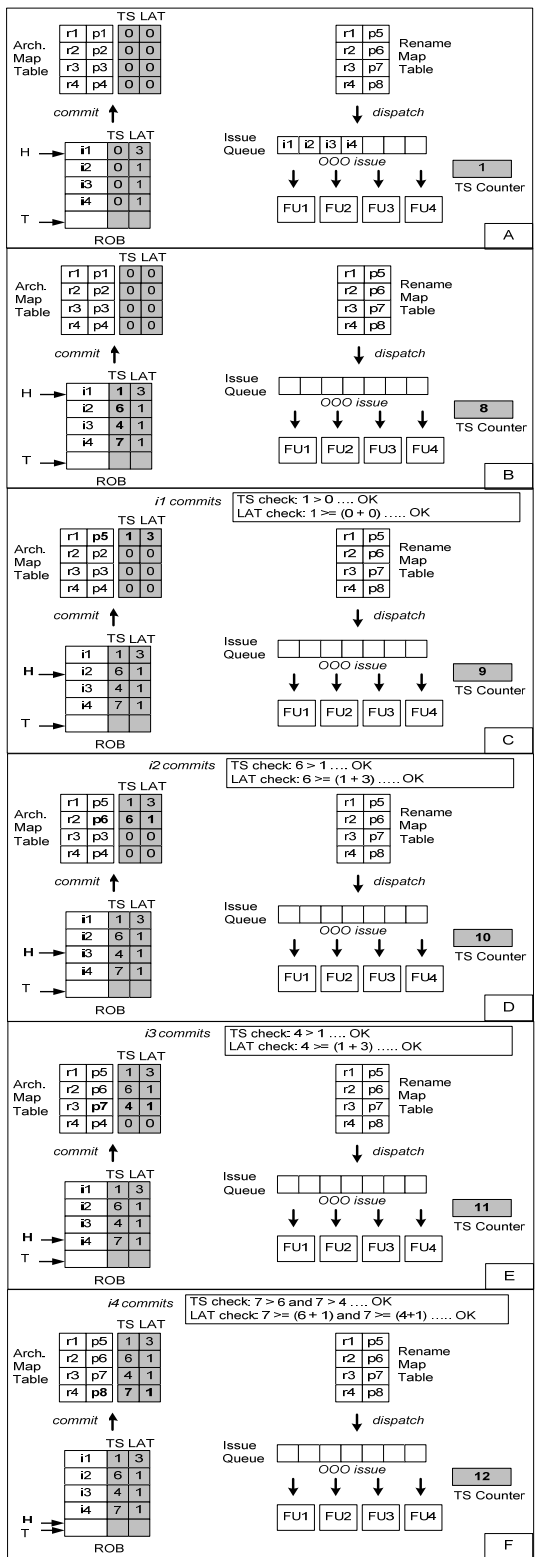 TS LAT
Arch. Map Table
r1 p1 0 0
r2 p2 0 0
r3 p3 0 0
r4 p4 0 0
commit
TS LAT
H
i1 0 3
i2 0 1
i3 0 1
i4 0 1
T
ROB
r1 p5
r2 p6
r3 p7
r4 p8
Rename Map Table
dispatch
Issue Queue
i1 i2 i3 i4
OOO issue
FU1 FU2 FU3 FU4
1
TS Counter
A
TS LAT
Arch. Map Table
r1 p1 0 0
r2 p2 0 0
r3 p3 0 0
r4 p4 0 0
commit
TS LAT
H
i1 1 3
i2 6 1
i3 4 1
i4 7 1
T
ROB
r1 p5
r2 p6
r3 p7
r4 p8
Rename Map Table
dispatch
Issue Queue
OOO issue
FU1 FU2 FU3 FU4
8
TS Counter
B
i1 commits
TS check: 1 > 0 .... OK
LAT check: 1 >= (0 + 0) ..... OK
TS LAT
Arch. Map Table
r1 p5 1 3
r2 p2 0 0
r3 p3 0 0
r4 p4 0 0
commit
TS LAT
i1 1 3
H
i2 6 1
i3 4 1
i4 7 1
T
ROB
r1 p5
r2 p6
r3 p7
r4 p8
Rename Map Table
dispatch
Issue Queue
OOO issue
FU1 FU2 FU3 FU4
9
TS Counter
C
i2 commits
TS check: 6 > 1 .... OK
LAT check: 6 >= (1 + 3) ..... OK
TS LAT
Arch. Map Table
r1 p5 1 3
r2 p6 6 1
r3 p3 0 0
r4 p4 0 0
commit
TS LAT
i1 1 3
i2 6 1
H
i3 4 1
i4 7 1
T
ROB
r1 p5
r2 p6
r3 p7
r4 p8
Rename Map Table
dispatch
Issue Queue
OOO issue
FU1 FU2 FU3 FU4
10
TS Counter
D
i3 commits
TS check: 4 > 1 .... OK
LAT check: 4 >= (1 + 3) ..... OK
TS LAT
Arch. Map Table
r1 p5 1 3
r2 p6 6 1
r3 p7 4 1
r4 p4 0 0
commit
TS LAT
i1 1 3
i2 6 1
i3 4 1
H
i4 7 1
T
ROB
r1 p5
r2 p6
r3 p7
r4 p8
Rename Map Table
dispatch
Issue Queue
OOO issue
FU1 FU2 FU3 FU4
11
TS Counter
E
i4 commits
TS check: 7 > 6 and 7 > 4 .... OK
LAT check: 7 >= (6 + 1) and 7 >= (4+1) ..... OK
TS LAT
Arch. Map Table
r1 p5 1 3
r2 p6 6 1
r3 p7 4 1
r4 p8 7 1
commit
TS LAT
i1 1 3
i2 6 1
i3 4 1
i4 7 1
H
T
ROB
r1 p5
r2 p6
r3 p7
r4 p8
Rename Map Table
dispatch
Issue Queue
OOO issue
FU1 FU2 FU3 FU4
12
TS Counter
F